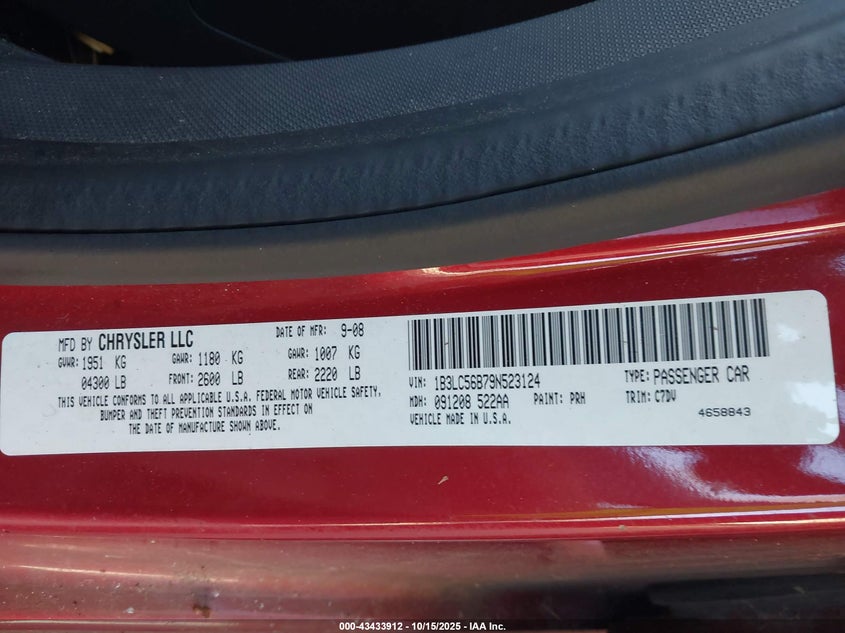 MFD BY CHRYSLER LLC DATE OF MFR: 9-08
GVWR: 1951 KG GAWR: 1180 KG GAWR: 1007 KG
04300 LB FRONT: 2600 LB REAR: 2220 LB
THIS VEHICLE CONFORMS TO ALL APPLICABLE U.S.A. FEDERAL MOTOR VEHICLE SAFETY,
BUMPER AND THEFT PREVENTION STANDARDS IN EFFECT ON
THE DATE OF MANUFACTURE SHOWN ABOVE.
VIN: 1B3LC56B79N523124 TYPE: PASSENGER CAR
MDH: 091208 522AA PAINT: PRH TRIM: C7DV
VEHICLE MADE IN U.S.A. 4658843
000-43433912 - 10/15/2025 - IAA Inc.